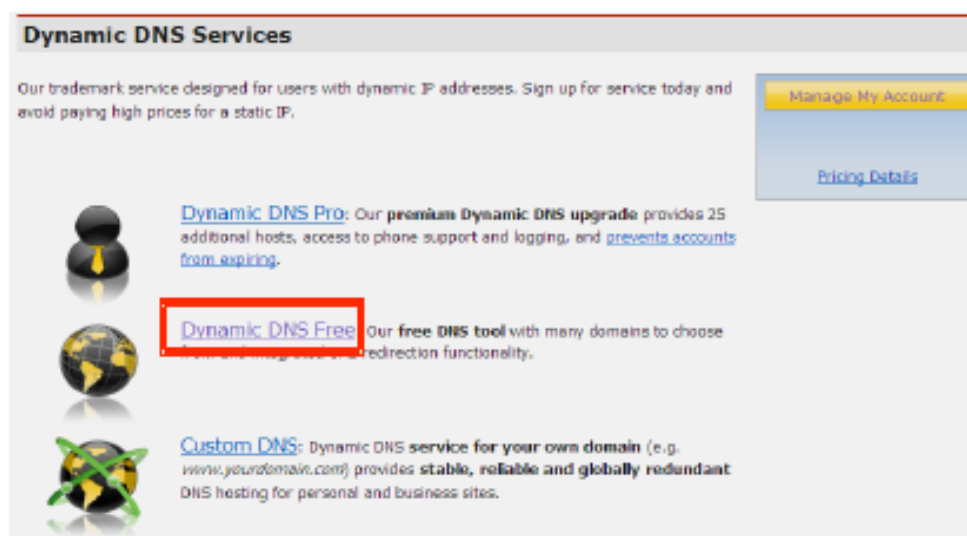 Dynamic DNS Services
Our trademark service designed for users with dynamic IP addresses. Sign up for service today and
avoid paying high prices for a static IP.
Manage My Account
Pricing Details
Dynamic DNS Pro: Our premium Dynamic DNS upgrade provides 25
additional hosts, access to phone support and logging, and prevents accounts
from expiring.
Dynamic DNS Free Our free DNS tool with many domains to choose
redirection functionality.
Custom DNS: Dynamic DNS service for your own domain (e.g.
www.yourdomain.com) provides stable, reliable and globally redundant
DNS hosting for personal and business sites.